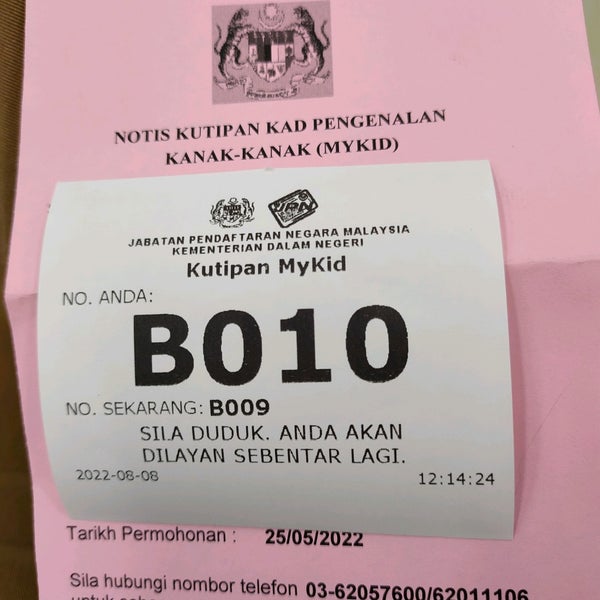 NOTIS KUTIPAN KAD PENGENALAN
KANAK-KANAK (MYKID)
JPN
JABATAN PENDAFTARAN NEGARA MALAYSIA
KEMENTERIAN DALAM NEGERI
Kutipan MyKid
NO. ANDA:
B010
NO. SEKARANG: B009
SILA DUDUK. ANDA AKAN
DILAYAN SEBENTAR LAGI.
2022-08-08 12:14:24
Tarikh Permohonan : 25/05/2022
Sila hubungi nombor telefon 03-62057600/62011106